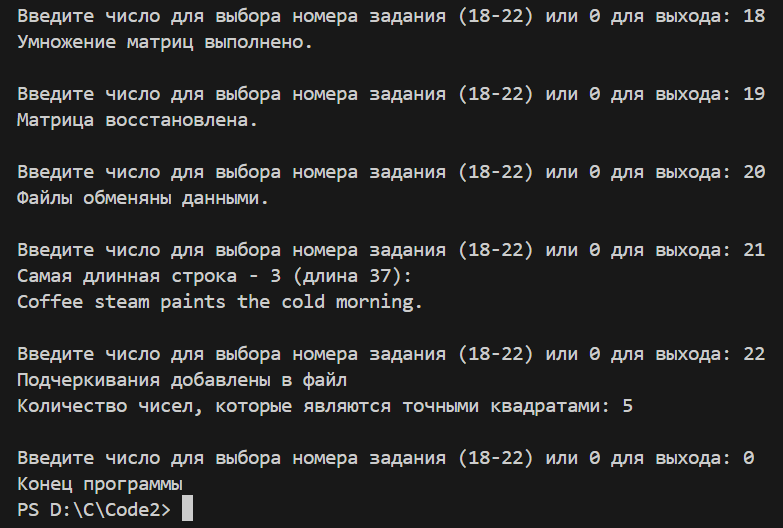 Введите число для выбора номера задания (18-22) или 0 для выхода: 18
Умножение матриц выполнено.
Введите число для выбора номера задания (18-22) или 0 для выхода: 19
Матрица восстановлена.
Введите число для выбора номера задания (18-22) или 0 для выхода: 20
Файлы обменяны данными.
Введите число для выбора номера задания (18-22) или 0 для выхода: 21
Самая длинная строка - 3 (длина 37):
Coffee steam paints the cold morning.
Введите число для выбора номера задания (18-22) или 0 для выхода: 22
Подчеркивания добавлены в файл
Количество чисел, которые являются точными квадратами: 5
Введите число для выбора номера задания (18-22) или 0 для выхода: 0
Конец программы
PS D:\C\Code2>